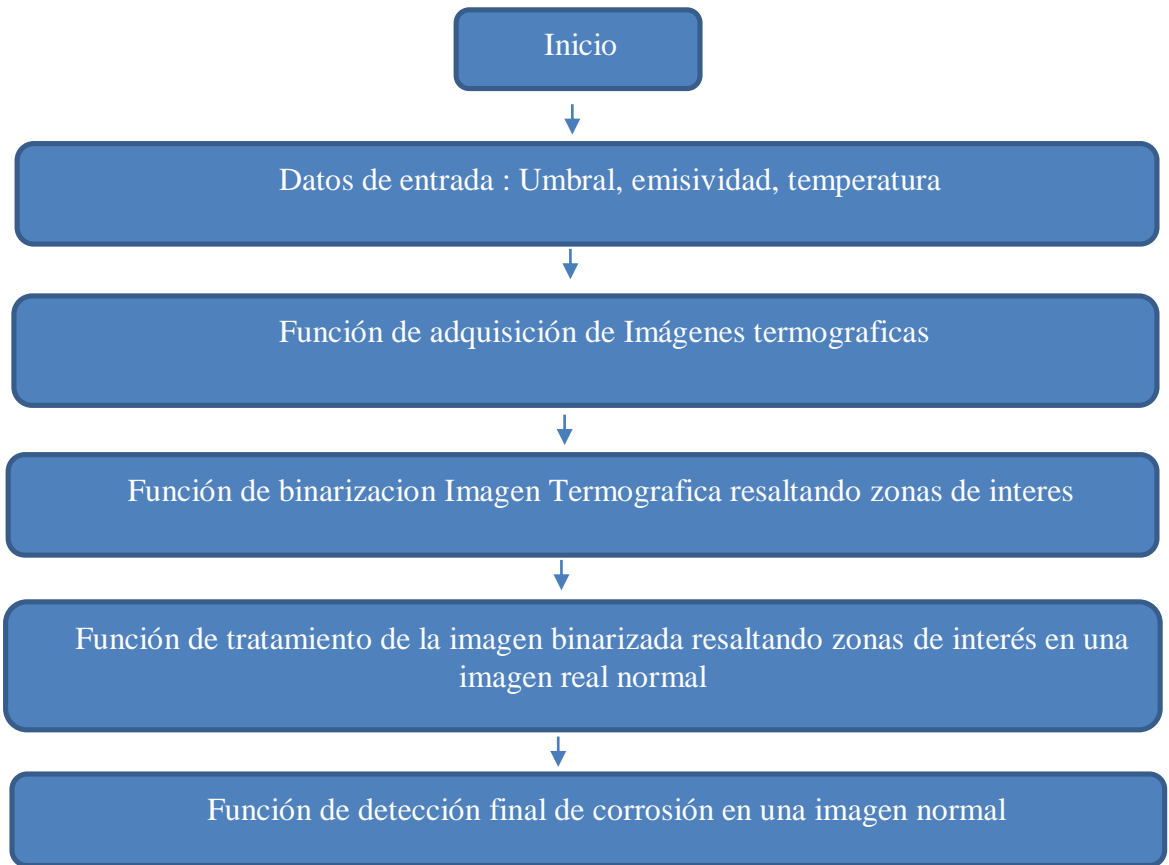 Inicio
Datos de entrada : Umbral, emisividad, temperatura
Función de adquisición de Imágenes termograficas
Función de binarizacion Imagen Termografica resaltando zonas de interes
Función de tratamiento de la imagen binarizada resaltando zonas de interés en una
imagen real normal
Función de detección final de corrosión en una imagen normal